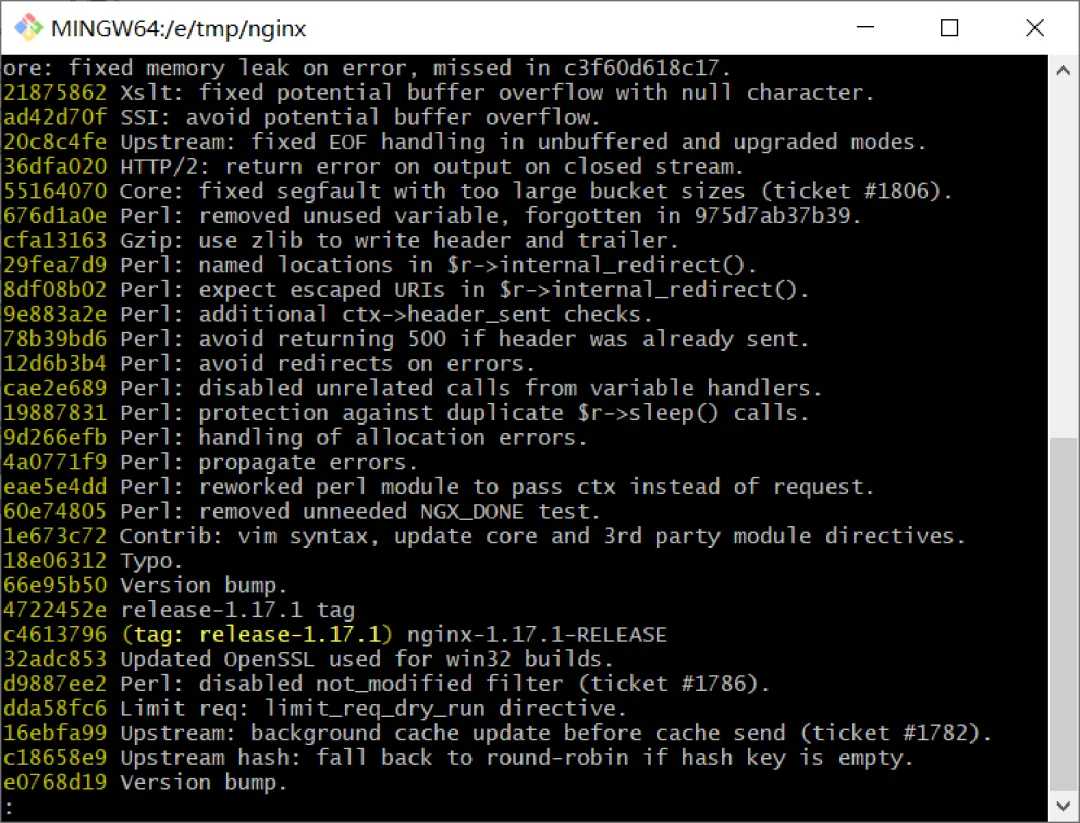 MINGW64:/e/tmp/nginx
ore: fixed memory leak on error, missed in c3f60d618c17.
21875862 Xslt: fixed potential buffer overflow with null character.
ad42d70f SSI: avoid potential buffer overflow.
20c8c4fe Upstream: fixed EOF handling in unbuffered and upgraded modes.
36dfa020 HTTP/2: return error on output on closed stream.
55164070 Core: fixed segfault with too large bucket sizes (ticket #1806).
676d1a0e Perl: removed unused variable, forgotten in 975d7ab37b39.
cfa13163 Gzip: use zlib to write header and trailer.
29fea7d9 Perl: named locations in $r->internal_redirect().
8df08b02 Perl: expect escaped URIs in $r->internal_redirect().
9e883a2e Perl: additional ctx->header_sent checks.
78b39bd6 Perl: avoid returning 500 if header was already sent.
12d6b3b4 Perl: avoid redirects on errors.
cae2e689 Perl: disabled unrelated calls from variable handlers.
19887831 Perl: protection against duplicate $r->sleep() calls.
9d266efb Perl: handling of allocation errors.
4a0771f9 Perl: propagate errors.
eae5e4dd Perl: reworked perl module to pass ctx instead of request.
60e74805 Perl: removed unneeded NGX_DONE test.
1e673c72 Contrib: vim syntax, update core and 3rd party module directives.
18e06312 Typo.
66e95b50 Version bump.
4722452e release-1.17.1 tag
c4613796 (tag: release-1.17.1) nginx-1.17.1-RELEASE
32adc853 Updated OpenSSL used for win32 builds.
d9887ee2 Perl: disabled not_modified filter (ticket #1786).
dda58fc6 Limit req: limit_req_dry_run directive.
16ebfa99 Upstream: background cache update before cache send (ticket #1782).
c18658e9 Upstream hash: fall back to round-robin if hash key is empty.
e0768d19 Version bump.
: